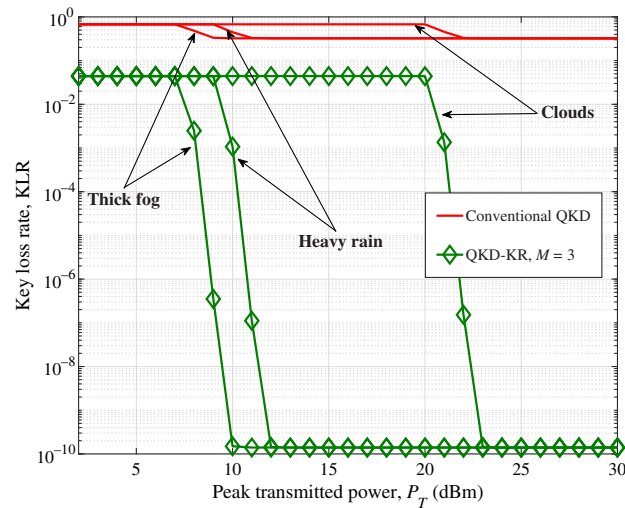 10^0
10^-2
10^-4
10^-6
10^-8
10^-10
Key loss rate, KLR
Clouds
Thick fog
Heavy rain
Conventional QKD
QKD-KR, M = 3
5
10
15
20
25
30
Peak transmitted power, P_T (dBm)